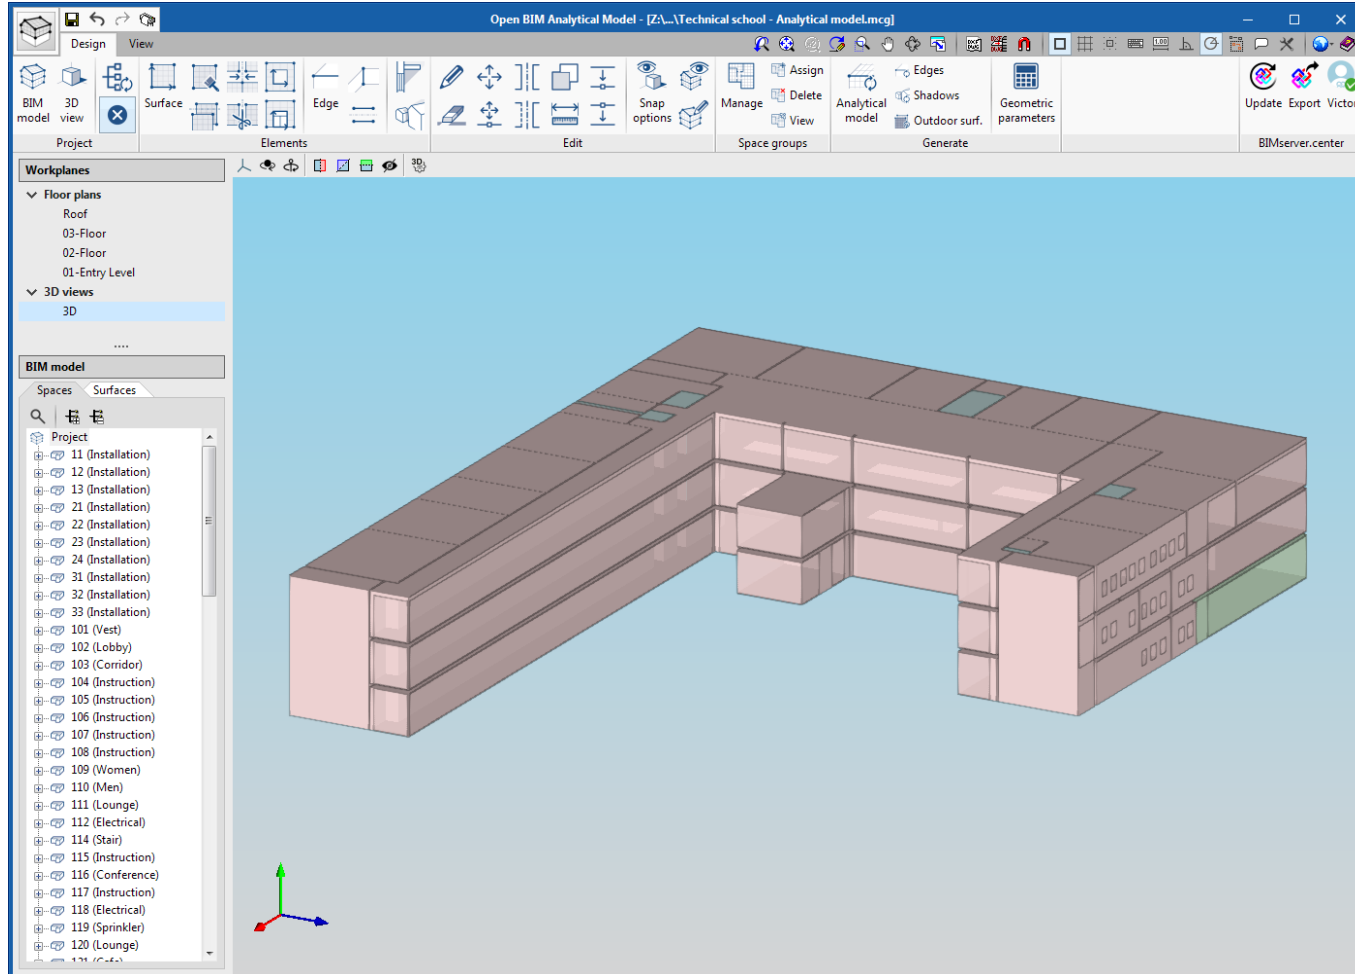 Open BIM Analytical Model - [Z:\...\Technical school - Analytical model.mcg]
Design View
BIM model
3D view
Surface
Edge
Snap options
Manage
Assign
Delete
View
Analytical model
Edges
Shadows
Outdoor surf.
Geometric parameters
Update Export Victo
Project Elements Edit Space groups Generate BIMserver.center
Workplanes
Floor plans
Roof
03-Floor
02-Floor
01-Entry Level
3D views
3D
BIM model
Spaces Surfaces
Project
11 (Installation)
12 (Installation)
13 (Installation)
21 (Installation)
22 (Installation)
23 (Installation)
24 (Installation)
31 (Installation)
32 (Installation)
33 (Installation)
101 (Vest)
102 (Lobby)
103 (Corridor)
104 (Instruction)
105 (Instruction)
106 (Instruction)
107 (Instruction)
108 (Instruction)
109 (Women)
110 (Men)
111 (Lounge)
112 (Electrical)
114 (Stair)
115 (Instruction)
116 (Conference)
117 (Instruction)
118 (Electrical)
119 (Sprinkler)
120 (Lounge)
121 (Cafe)